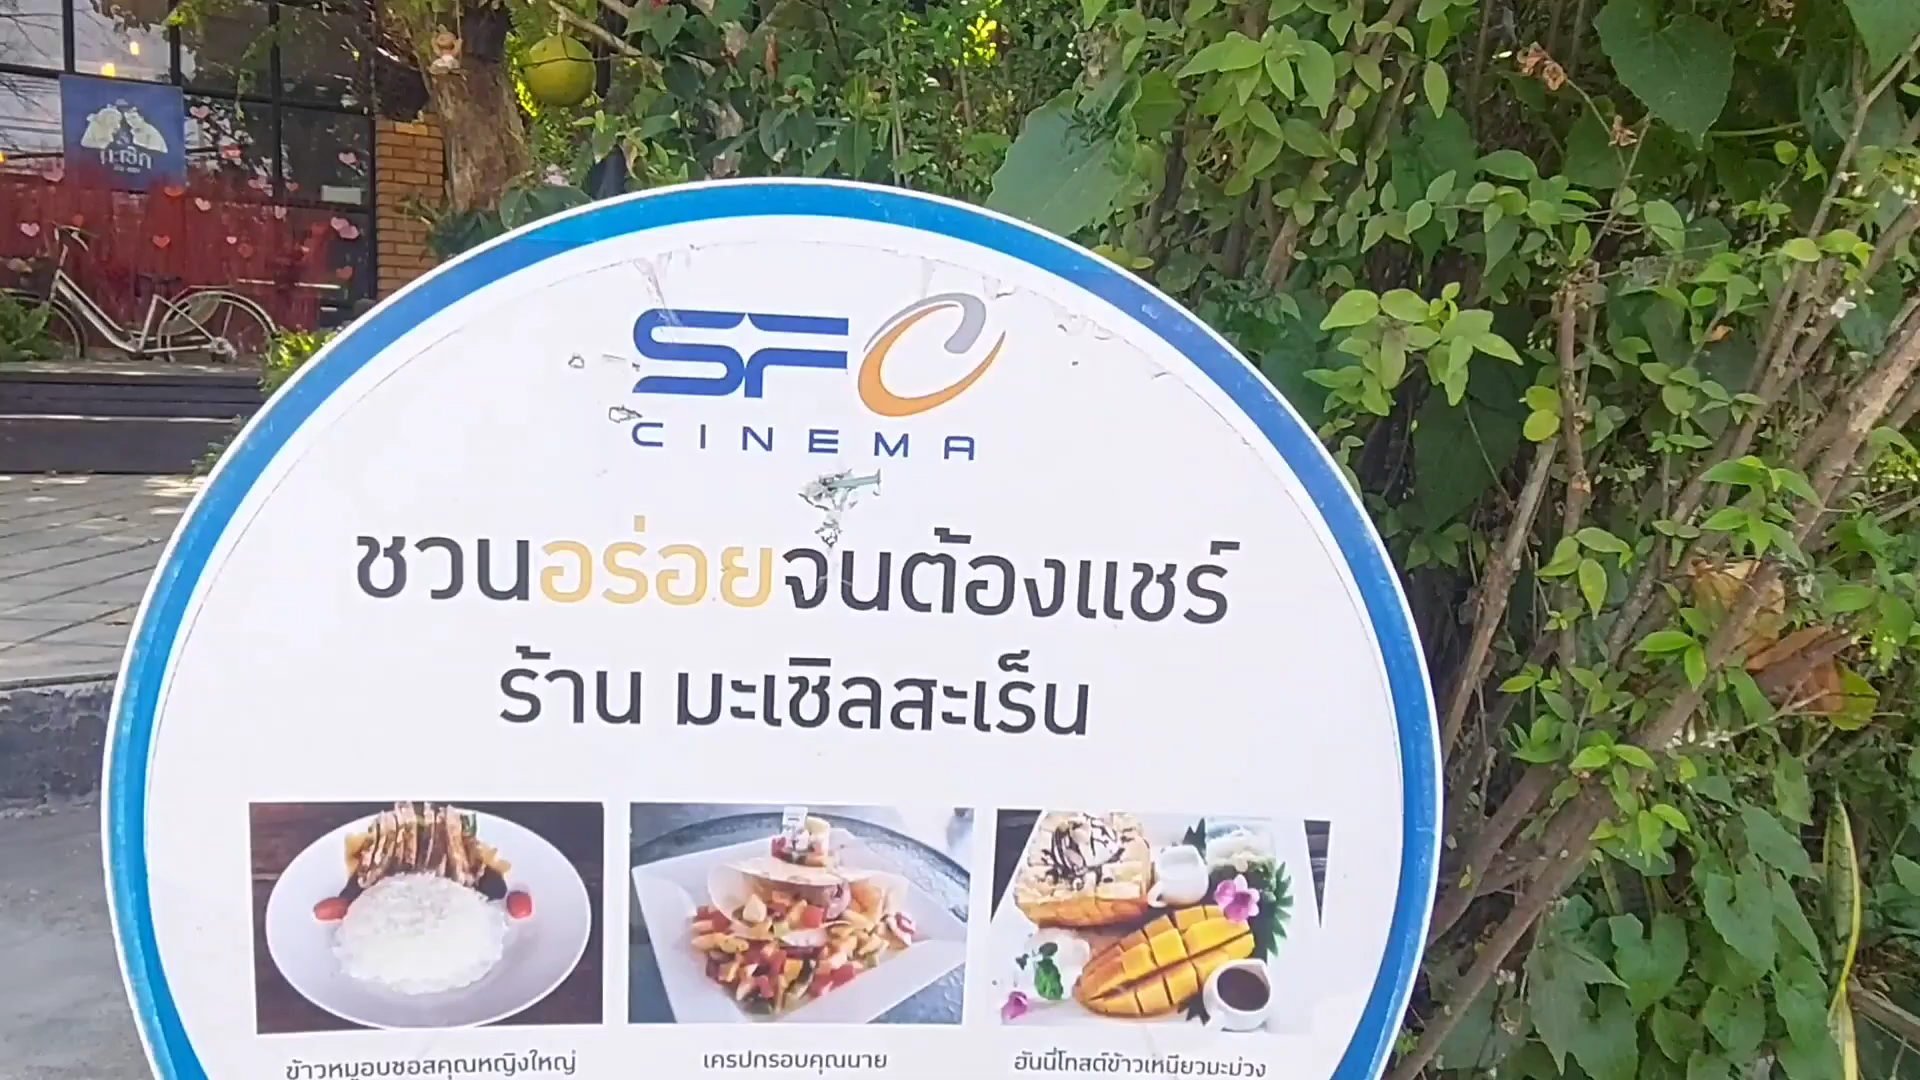 SFC
CINEMA
ชวนอร่อยจนต้องแชร์
ร้าน มะเชิลสะเร็น
ข้าวหมูอบซอสคุณหญิงใหญ่
เครปกรอบคุณนาย
ฮันนี่โทสต์ข้าวเหนียวมะม่วง